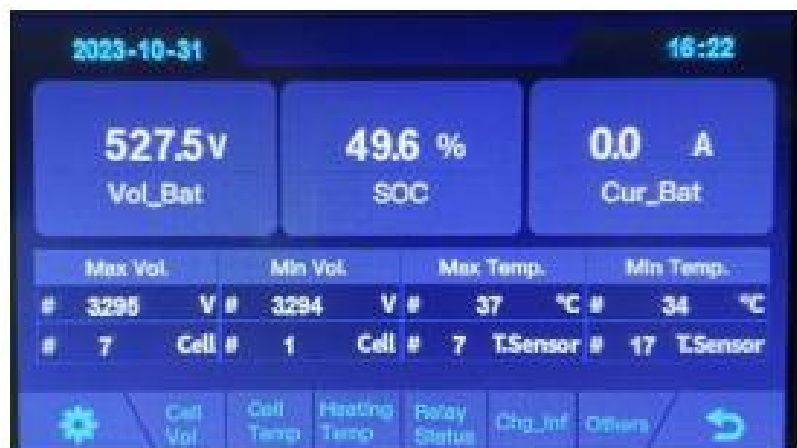 2023-10-31 16:22
527.5 V 49.6 % 0.0 A
Vol_Bat SOC Cur_Bat
Max Vol. Min Vol. Max Temp. Min Temp.
# 3295 V # 3294 V # 37 °C # 34 °C
# 7 Cell # 1 Cell # 7 T.Sensor # 17 T.Sensor
Cell Vol Cell Temp Heating Temp Relay Status Chg_Inf Others